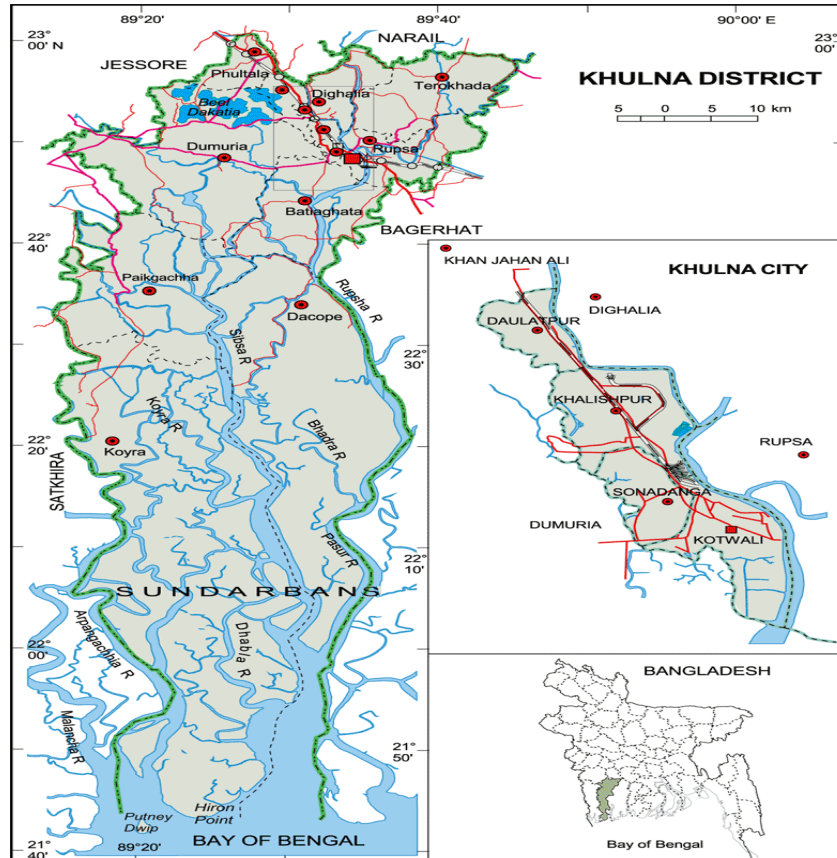 89°20'
89°40'
90°00' E
23°
00' N
23°
00'
NARAIL
JESSORE
KHULNA DISTRICT
Phultala
Terokhada
Dighalia
Beel
Dakatia
5 0 5 10 km
Dumuria
Rupsa
Batiaghata
BAGERHAT
22°
40'
KHAN JAHAN ALI
KHULNA CITY
Paikgachha
Rupsha R
DIGHALIA
Dacope
DAULATPUR
Sibsa R
22°
30'
22°
30'
KHALISHPUR
Koyra R
Bhadra R
22°
20'
22°
20'
Koyra
RUPSA
SATKHIRA
SONADANGA
DUMURIA
KOTWALI
Pasur R
22°
10'
SUNDARBANS
Arpangachhia R
Dhabla R
22°
00'
BANGLADESH
Malancha R
21°
50'
Hiron
Point
Putney
Dwip
BAY OF BENGAL
Bay of Bengal
21°
40'
89°20'